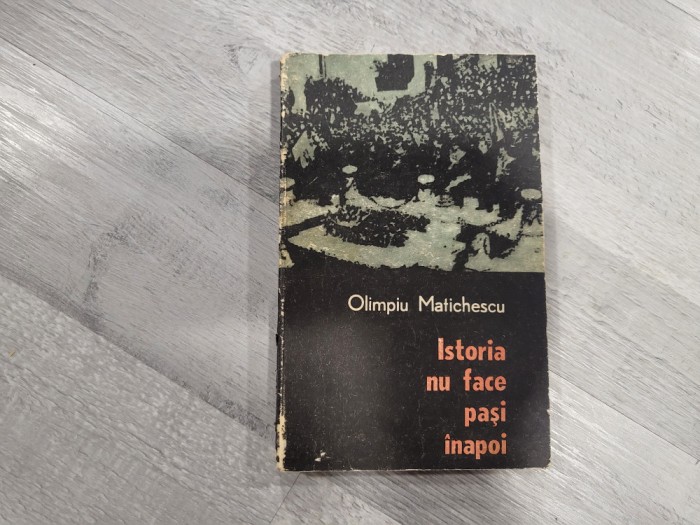 Olimpiu Matichescu
Istoria
nu face
pași
înapoi